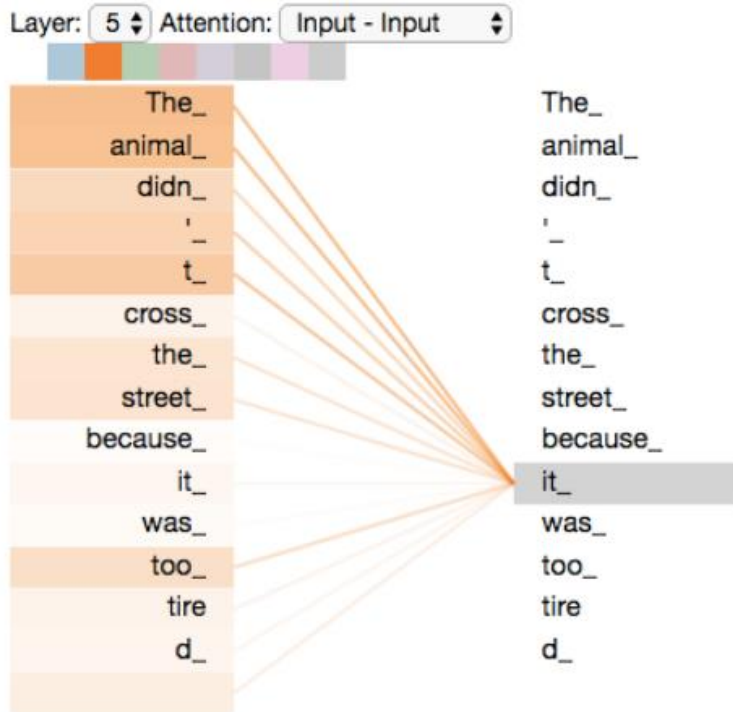 Layer: 5 Attention: Input - Input
The_ The_
animal_ animal_
didn_ didn_
'_ '_
t_ t_
cross_ cross_
the_ the_
street_ street_
because_ because_
it_ it_
was_ was_
too_ too_
tire tire
d_ d_